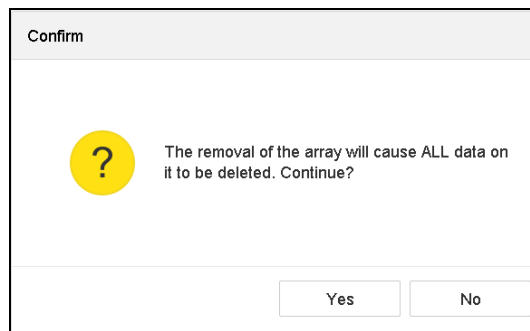 Confirm
?
The removal of the array will cause ALL data on
it to be deleted. Continue?
Yes
No